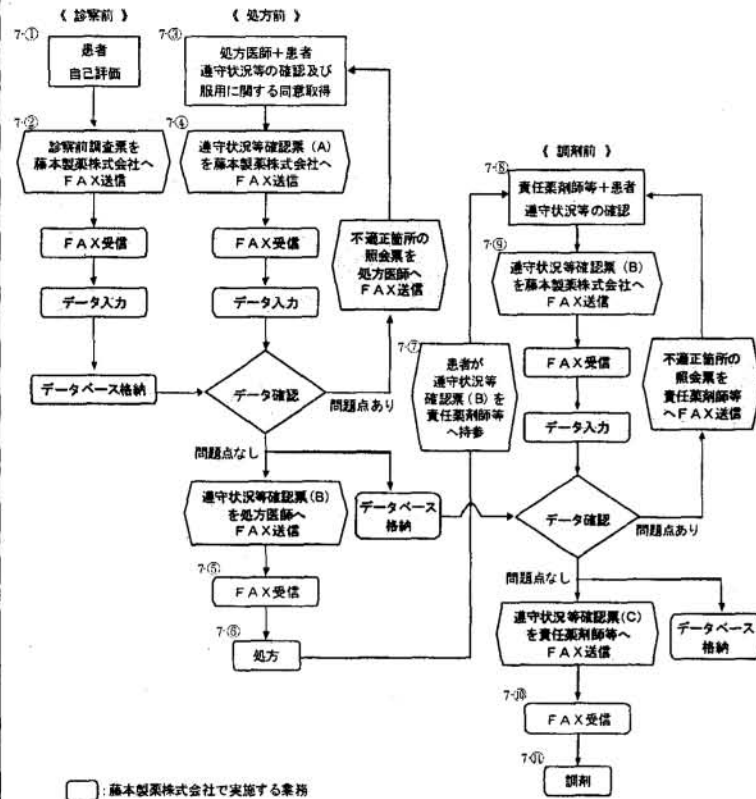 《 診察前 》
7-①
患者
自己評価
7-②
診察前調査票を
藤本製薬株式会社へ
ＦＡＸ送信
ＦＡＸ受信
データ入力
データベース格納
《 処方前 》
7-③
処方医師＋患者
遵守状況等の確認及び
服用に関する同意取得
7-④
遵守状況等確認票（A）
を藤本製薬株式会社へ
ＦＡＸ送信
ＦＡＸ受信
データ入力
データ確認
問題点あり
不適正箇所の
照会票を
処方医師へ
ＦＡＸ送信
問題点なし
遵守状況等確認票(B)
を処方医師へ
ＦＡＸ送信
データベース
格納
7-⑤
ＦＡＸ受信
7-⑥
処方
7-⑦
患者が
遵守状況等
確認票(B)を
責任薬剤師等
へ持参
《 調剤前 》
7-⑧
責任薬剤師等＋患者
遵守状況等の確認
7-⑨
遵守状況等確認票（B）
を藤本製薬株式会社へ
ＦＡＸ送信
ＦＡＸ受信
データ入力
データ確認
問題点あり
不適正箇所の
照会票を
責任薬剤師等
へＦＡＸ送信
問題点なし
遵守状況等確認票(C)
を責任薬剤師等へ
ＦＡＸ送信
データベース
格納
7-⑩
ＦＡＸ受信
7-⑪
調剤
：藤本製薬株式会社で実施する業務